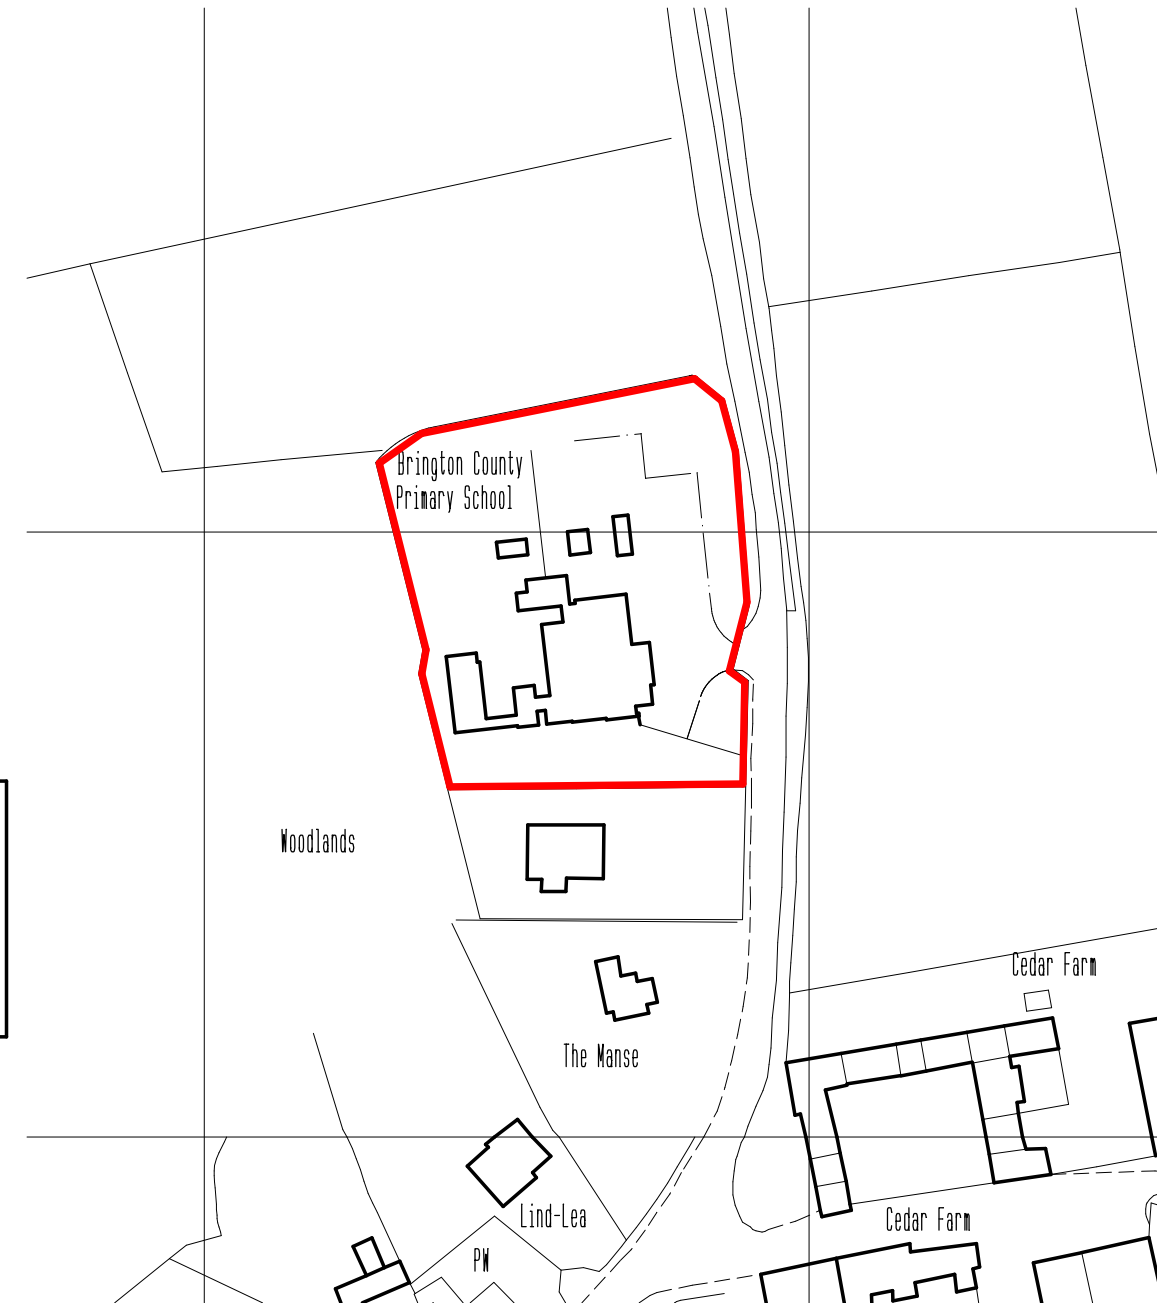 Brington County
Primary School
Woodlands
Cedar Farm
The Manse
Lind-Lea
Cedar Farm
PW